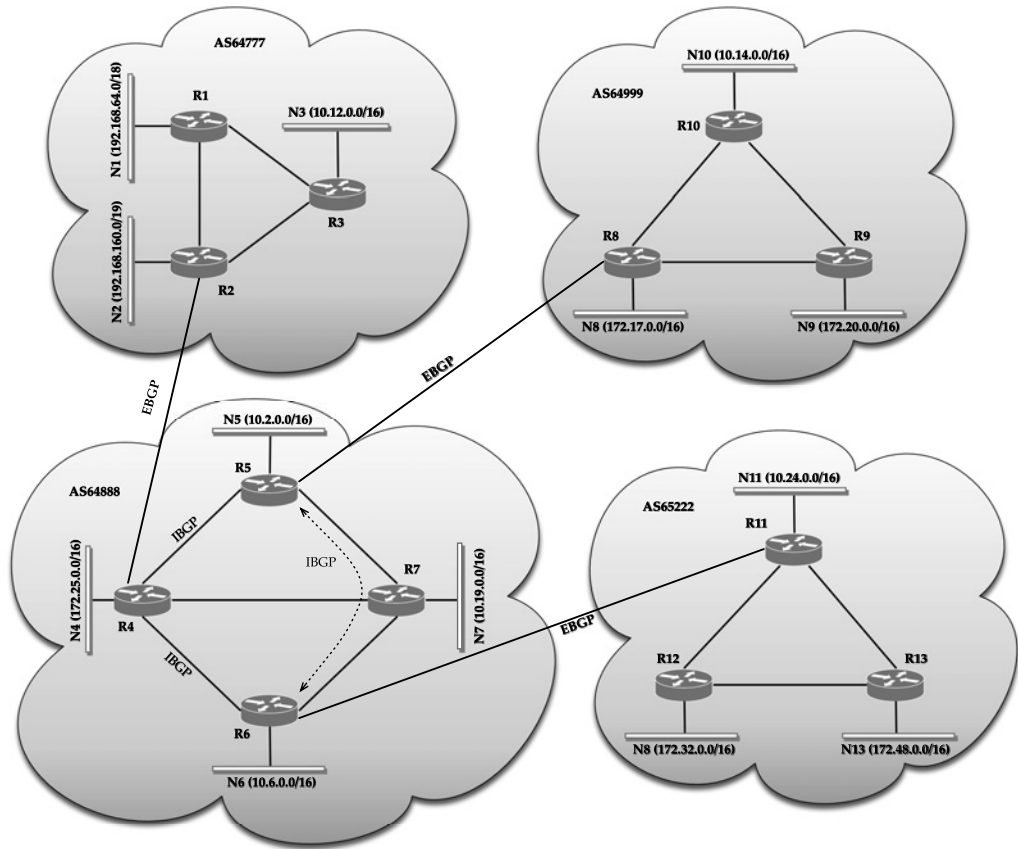 AS64777
R1
N1 (192.168.64.0/18)
N3 (10.12.0.0/16)
R3
N2 (192.168.160.0/19)
R2
N10 (10.14.0.0/16)
AS64999
R10
R8
R9
N8 (172.17.0.0/16)
N9 (172.20.0.0/16)
EBGP
EBGP
N5 (10.2.0.0/16)
R5
AS64888
IBGP
IBGP
R7
N4 (172.25.0.0/16)
R4
N7 (10.19.0.0/16)
IBGP
R6
N6 (10.6.0.0/16)
EBGP
N11 (10.24.0.0/16)
AS65222
R11
R12
R13
N8 (172.32.0.0/16)
N13 (172.48.0.0/16)